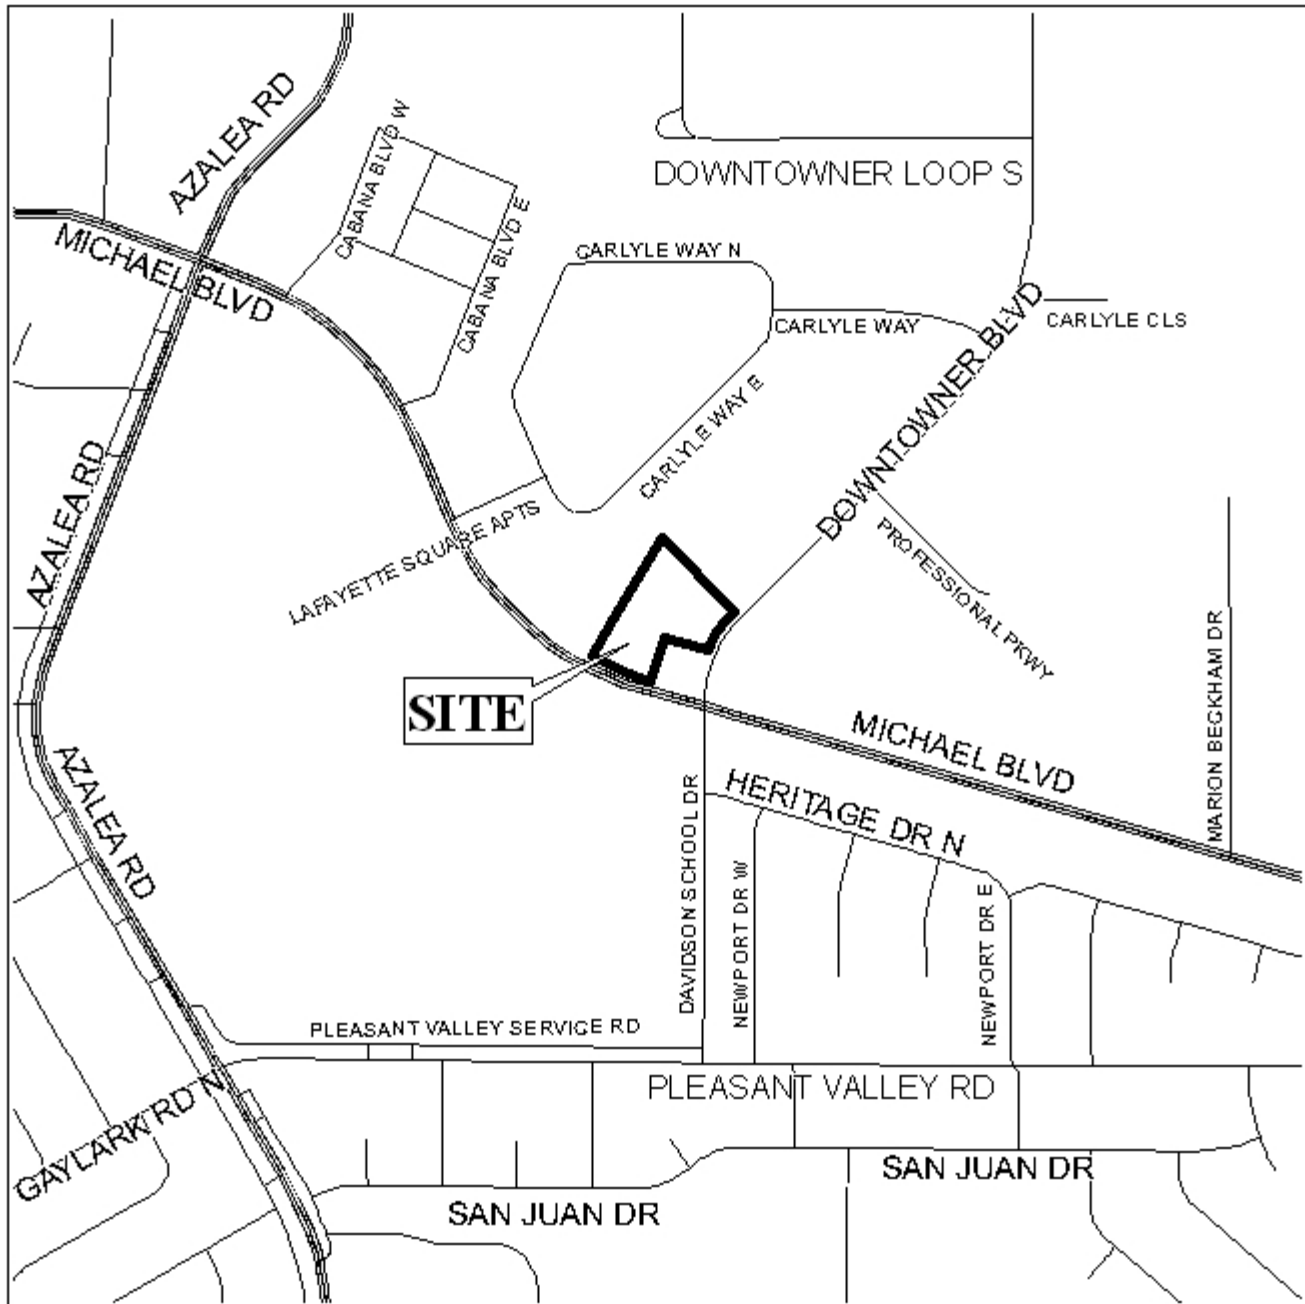 AZALEA RD
CABANA BLVD W
DOWNTOWNER LOOP S
MICHAEL BLVD
CABANA BLVD E
CARLYLE WAY N
CARLYLE WAY
CARLYLE CLS
DOWNTOWNER BLVD
CARLYLE WAY E
AZALEA RD
LAFAYETTE SQUARE APTS
PROFESSIONAL PKWY
MARION BECKHAM DR
SITE
MICHAEL BLVD
AZALEA RD
HERITAGE DR N
DAVIDSON SCHOOL DR
NEWPORT DR W
NEWPORT DR E
PLEASANT VALLEY SERVICE RD
PLEASANT VALLEY RD
GAYLARK RD N
SAN JUAN DR
SAN JUAN DR